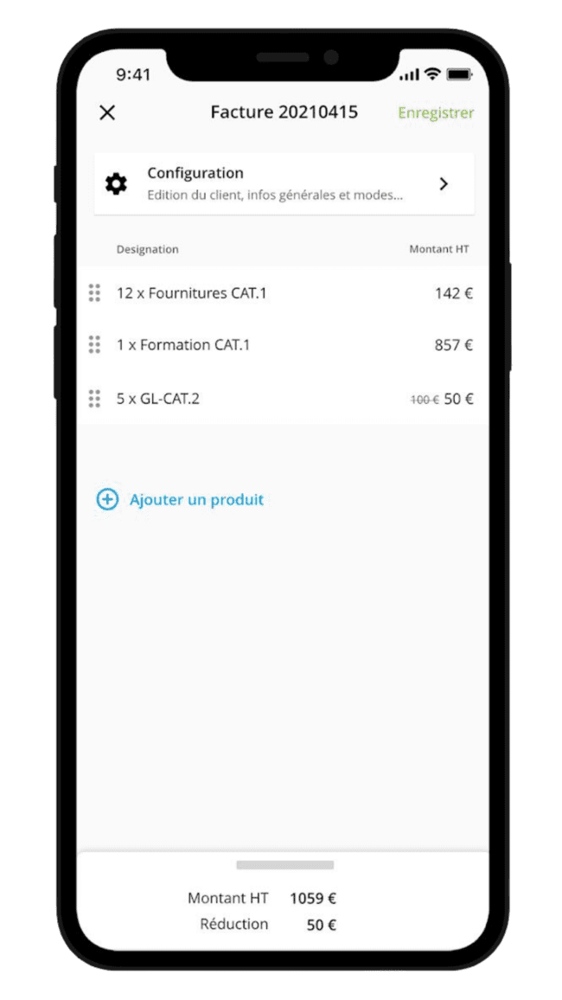 9:41
Facture 20210415 Enregistrer
Configuration
Edition du client, infos générales et modes...
Designation Montant HT
12 x Fournitures CAT.1 142 €
1 x Formation CAT.1 857 €
5 x GL-CAT.2 100 € 50 €
Ajouter un produit
Montant HT 1059 €
Réduction 50 €